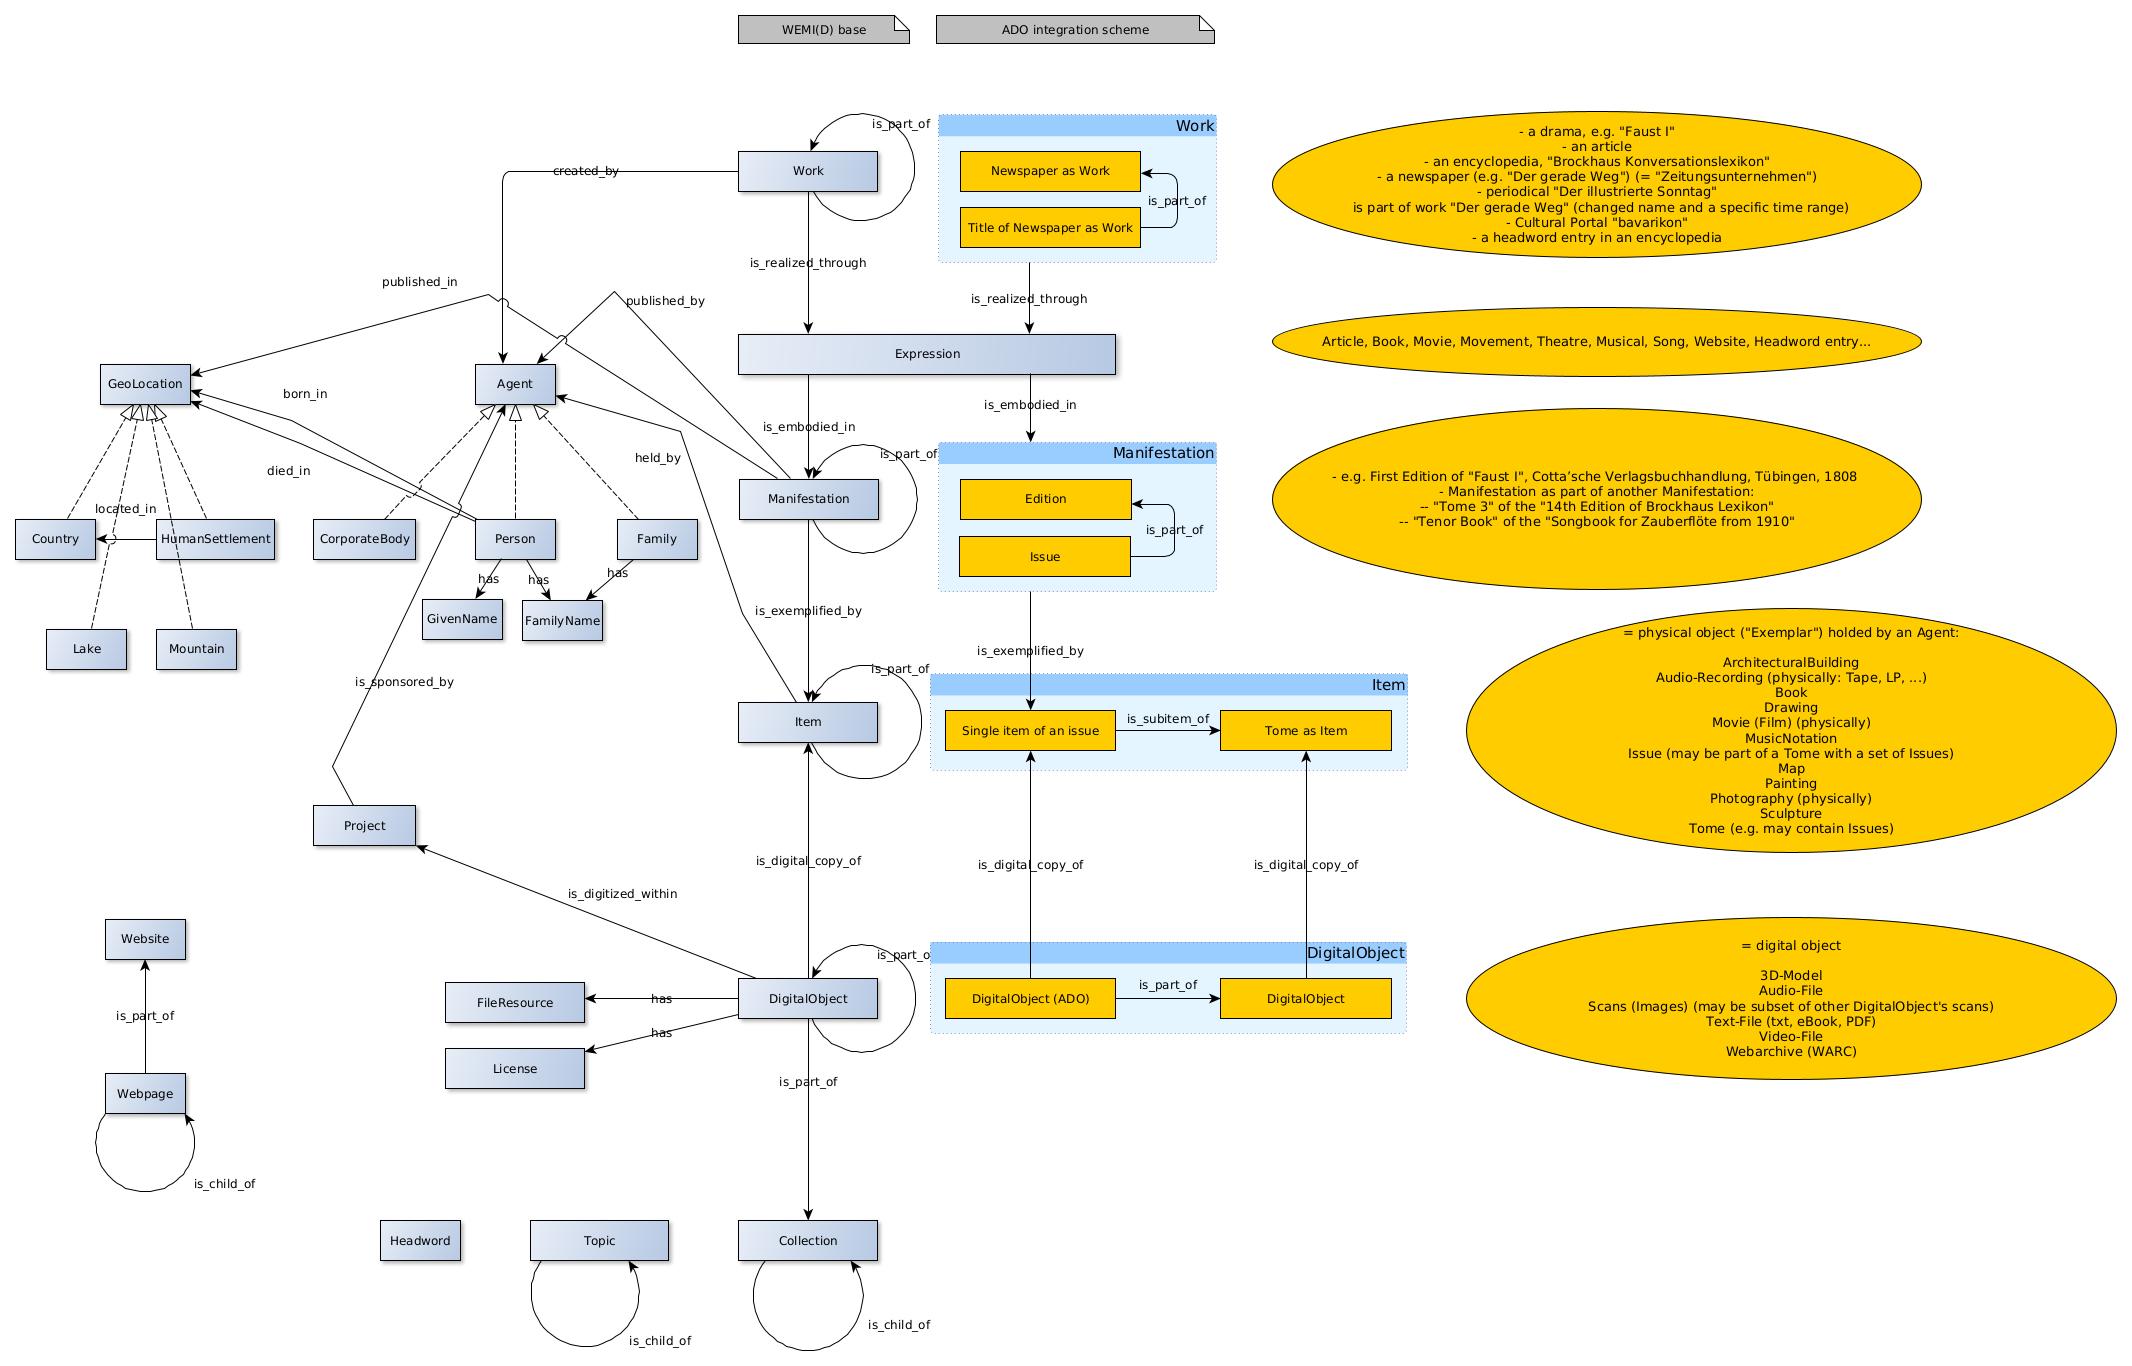 WEMI(D) base
ADO integration scheme
is_part_of
Work
- a drama, e.g. "Faust I"
- an article
- an encyclopedia, "Brockhaus Konversationslexikon"
- a newspaper (e.g. "Der gerade Weg") (= "Zeitungsunternehmen")
- periodical "Der illustrierte Sonntag"
is part of work "Der gerade Weg" (changed name and a specific time range)
- Cultural Portal "bavarikon"
- a headword entry in an encyclopedia
created_by
Work
Newspaper as Work
is_part_of
Title of Newspaper as Work
is_realized_through
published_in
published_by
is_realized_through
Expression
Article, Book, Movie, Movement, Theatre, Musical, Song, Website, Headword entry...
GeoLocation
Agent
born_in
is_embodied_in
is_embodied_in
died_in
held_by
is_part_of
Manifestation
Manifestation
Edition
is_part_of
Issue
- e.g. First Edition of "Faust I", Cotta’sche Verlagsbuchhandlung, Tübingen, 1808
- Manifestation as part of another Manifestation:
-- "Tome 3" of the "14th Edition of Brockhaus Lexikon"
-- "Tenor Book" of the "Songbook for Zauberflöte from 1910"
located_in
Country
HumanSettlement
CorporateBody
Person
Family
has
has
has
GivenName
FamilyName
Lake
Mountain
is_exemplified_by
is_exemplified_by
is_sponsored_by
is_part_of
Item
Item
Single item of an issue
is_subitem_of
Tome as Item
= physical object ("Exemplar") holded by an Agent:
ArchitecturalBuilding
Audio-Recording (physically: Tape, LP, ...)
Book
Drawing
Movie (Film) (physically)
MusicNotation
Issue (may be part of a Tome with a set of Issues)
Map
Painting
Photography (physically)
Sculpture
Tome (e.g. may contain Issues)
Project
is_digital_copy_of
is_digital_copy_of
is_digital_copy_of
is_digitized_within
Website
is_part_of
Webpage
is_child_of
is_part_o
DigitalObject
FileResource
has
DigitalObject
has
License
DigitalObject (ADO)
is_part_of
DigitalObject
= digital object
3D-Model
Audio-File
Scans (Images) (may be subset of other DigitalObject's scans)
Text-File (txt, eBook, PDF)
Video-File
Webarchive (WARC)
is_part_of
Headword
Topic
is_child_of
Collection
is_child_of